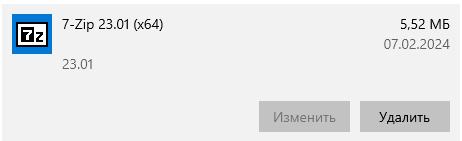 7z
7-Zip 23.01 (x64)
5,52 МБ
07.02.2024
23.01
Изменить
Удалить